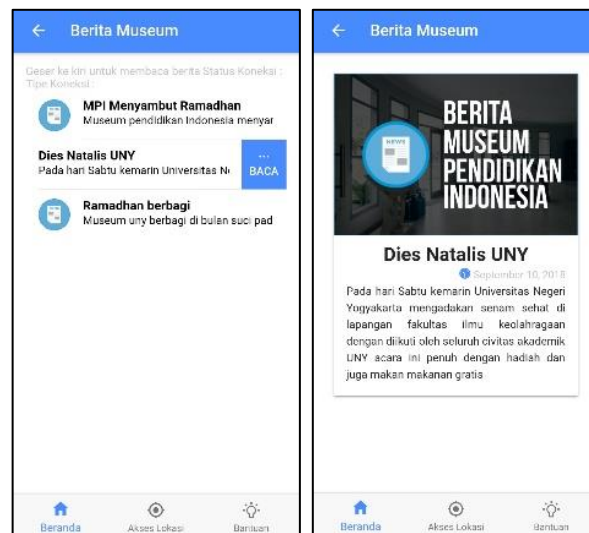 Berita Museum
Geser ke kiri untuk membaca berita Status Koneksi :
Tipe Koneksi :
MPI Menyambut Ramadhan
Museum pendidikan Indonesia menyar
Dies Natalis UNY
Pada hari Sabtu kemarin Universitas Ne
...
BACA
Ramadhan berbagi
Museum uny berbagi di bulan suci pad
Beranda
Akses Lokasi
Bantuan
Berita Museum
NEWS
BERITA
MUSEUM
PENDIDIKAN
INDONESIA
Dies Natalis UNY
September 10, 2018
Pada hari Sabtu kemarin Universitas Negeri
Yogyakarta mengadakan senam sehat di
lapangan fakultas ilmu keolahragaan
dengan diikuti oleh seluruh civitas akademik
UNY acara ini penuh dengan hadiah dan
juga makan makanan gratis
Beranda
Akses Lokasi
Bantuan